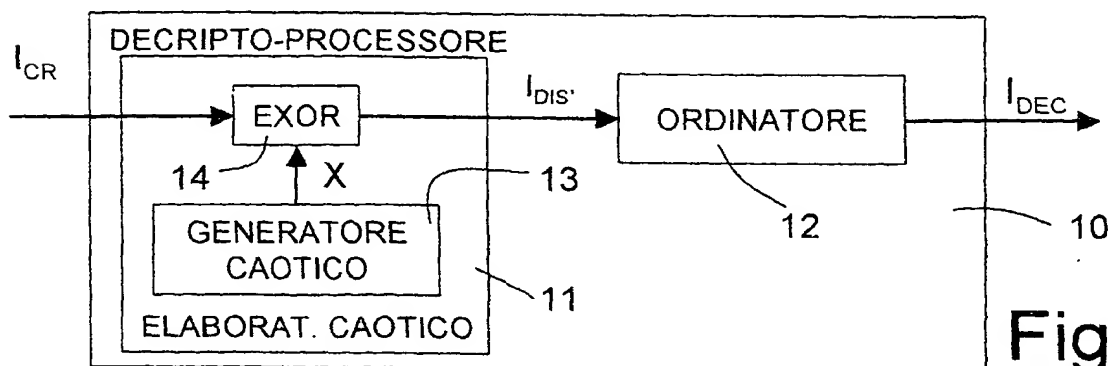 DECRIPTO-PROCESSORE
I_CR
EXOR
I_DIS'
ORDINATORE
I_DEC
14
X
13
12
GENERATORE
CAOTICO
10
11
ELABORAT. CAOTICO
Fig